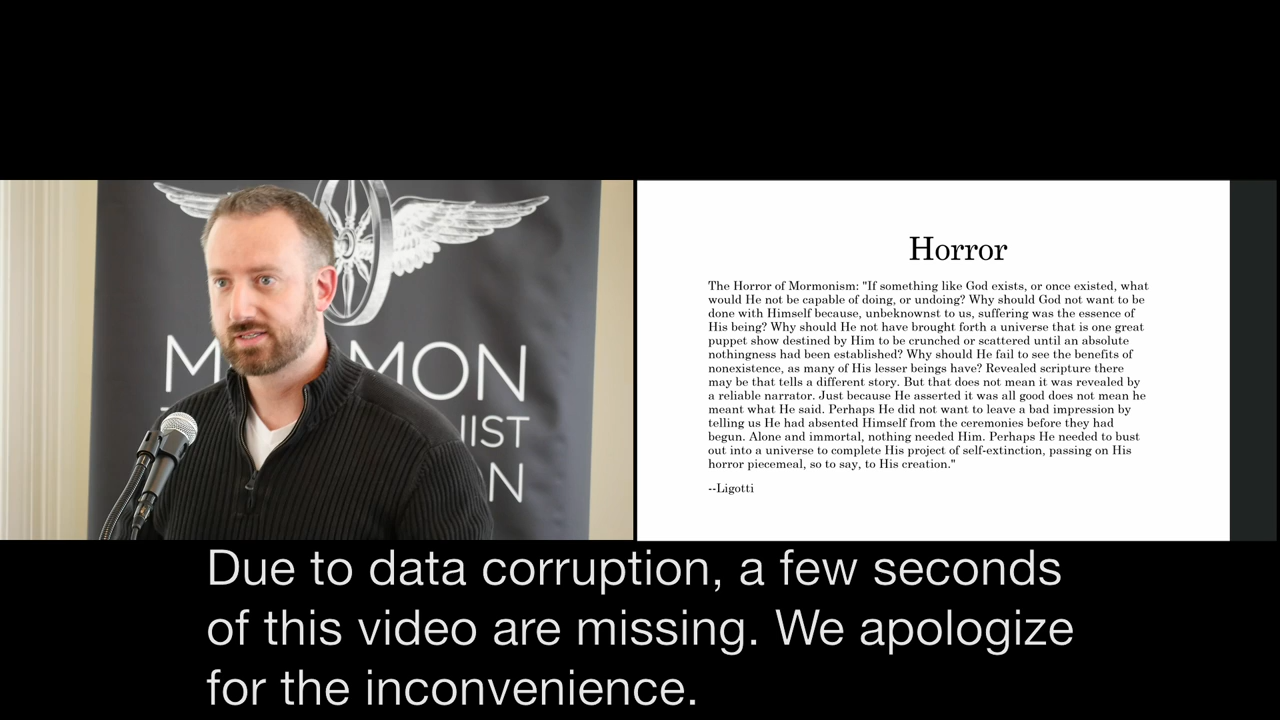 M MON
IST
N
Horror
The Horror of Mormonism: "If something like God exists, or once existed, what
would He not be capable of doing, or undoing? Why should God not want to be
done with Himself because, unbeknownst to us, suffering was the essence of
His being? Why should He not have brought forth a universe that is one great
puppet show destined by Him to be crunched or scattered until an absolute
nothingness had been established? Why should He fail to see the benefits of
nonexistence, as many of His lesser beings have? Revealed scripture there
may be that tells a different story. But that does not mean it was revealed by
a reliable narrator. Just because He asserted it was all good does not mean he
meant what He said. Perhaps He did not want to leave a bad impression by
telling us He had absented Himself from the ceremonies before they had
begun. Alone and immortal, nothing needed Him. Perhaps He needed to bust
out into a universe to complete His project of self-extinction, passing on His
horror piecemeal, so to say, to His creation."
--Ligotti
Due to data corruption, a few seconds
of this video are missing. We apologize
for the inconvenience.